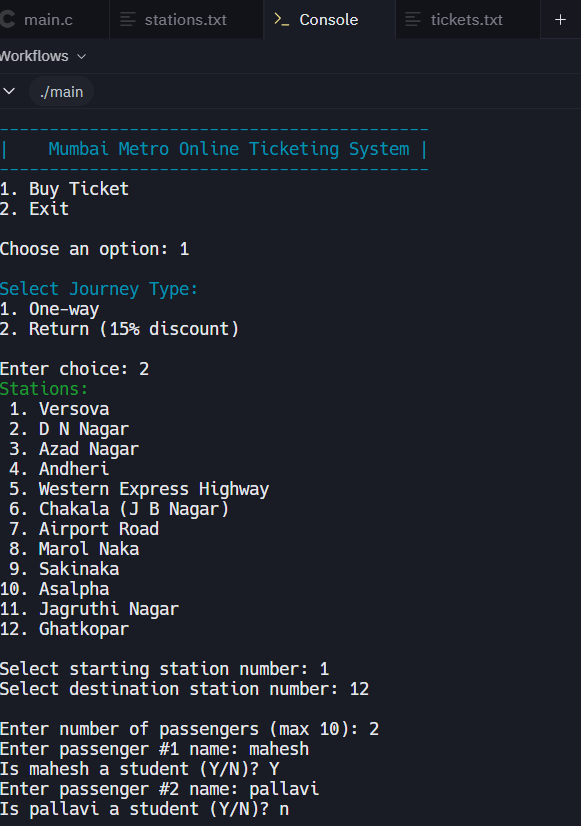 main.c stations.txt >_ Console tickets.txt +
Workflows
./main
-------------------------------------------
|    Mumbai Metro Online Ticketing System |
-------------------------------------------
1. Buy Ticket
2. Exit
Choose an option: 1
Select Journey Type:
1. One-way
2. Return (15% discount)
Enter choice: 2
Stations:
 1. Versova
 2. D N Nagar
 3. Azad Nagar
 4. Andheri
 5. Western Express Highway
 6. Chakala (J B Nagar)
 7. Airport Road
 8. Marol Naka
 9. Sakinaka
10. Asalpha
11. Jagruthi Nagar
12. Ghatkopar
Select starting station number: 1
Select destination station number: 12
Enter number of passengers (max 10): 2
Enter passenger #1 name: mahesh
Is mahesh a student (Y/N)? Y
Enter passenger #2 name: pallavi
Is pallavi a student (Y/N)? n